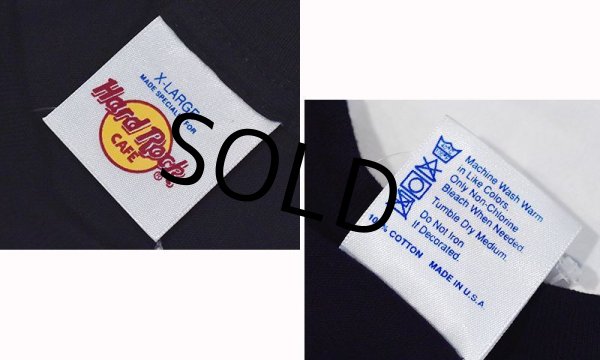 X-LARGE
MADE SPECIALLY FOR
Hard Rock
CAFE
®
®
SOLD
Machine Wash Warm
in Like Colors.
Only Non-Chlorine
Bleach When Needed.
Tumble Dry Medium.
Do Not Iron
if Decorated.
100% COTTON MADE IN U.S.A.